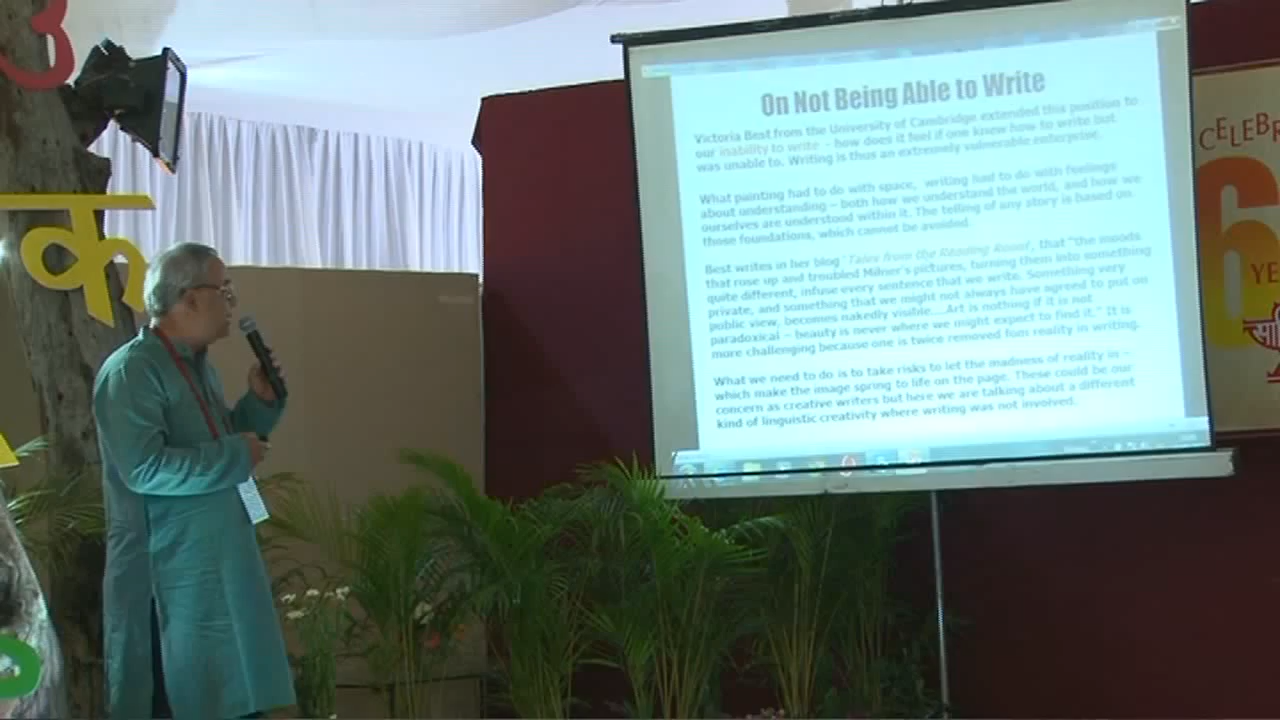 क
On Not Being Able to Write
Victoria Best from the University of Cambridge extended this position to
our inability to write - how does it feel if one knew how to write but
was unable to. Writing is thus an extremely vulnerable enterprise.
What painting had to do with space, writing had to do with feelings
about understanding – both how we understand the world, and how we
ourselves are understood within it. The telling of any story is based on
those foundations, which cannot be avoided.
Best writes in her blog 'Tales from the Reading Room', that "the moods
that rose up and troubled Milner's pictures, turning them into something
quite different, infuse every sentence that we write. Something very
private, and something that we might not always have agreed to put on
public view, becomes nakedly visible....Art is nothing if it is not
paradoxical – beauty is never where we might expect to find it." It is
more challenging because one is twice removed fom reality in writing.
What we need to do is to take risks to let the madness of reality in –
which make the image spring to life on the page. These could be our
concern as creative writers but here we are talking about a different
kind of linguistic creativity where writing was not involved.
CELEBR
6
YE